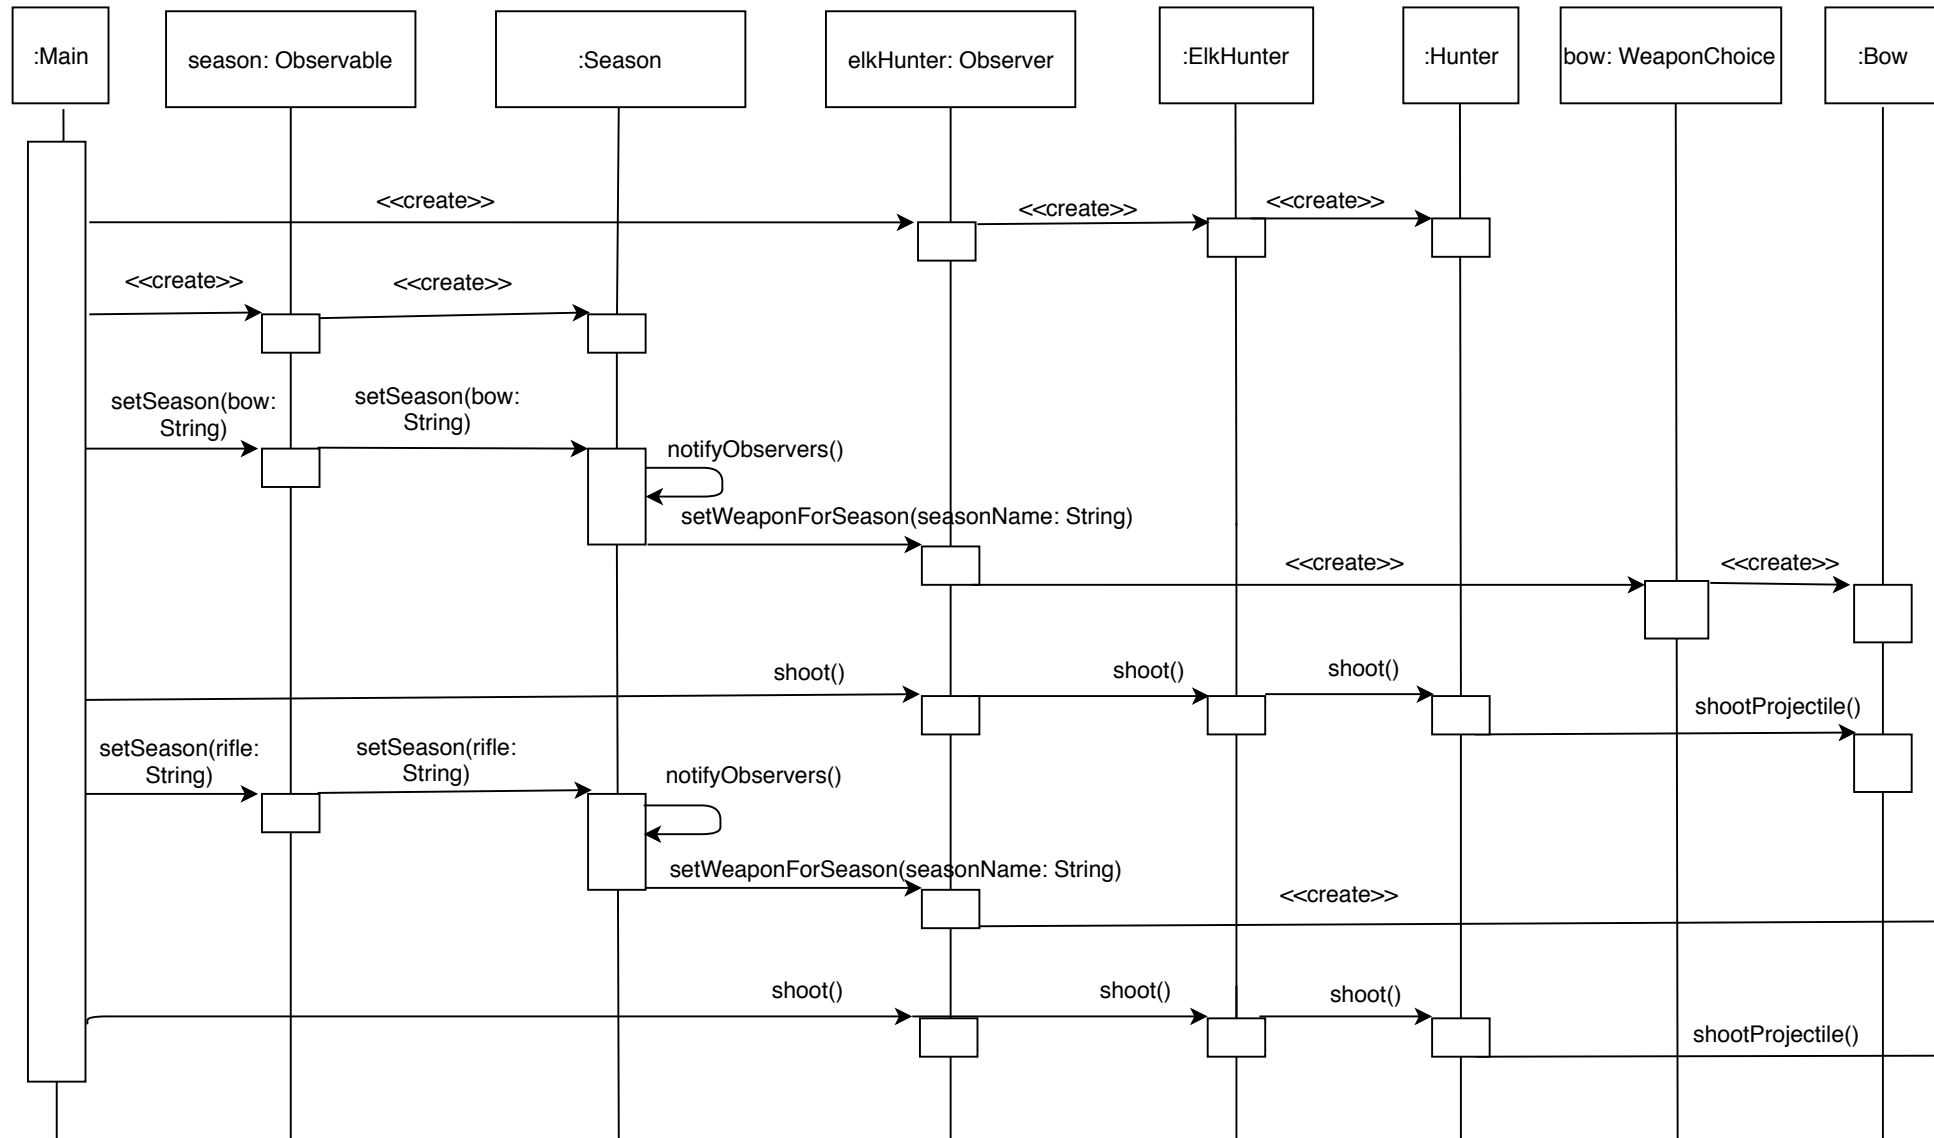 :Main
season: Observable
:Season
elkHunter: Observer
:ElkHunter
:Hunter
bow: WeaponChoice
:Bow
<<create>>
<<create>>
<<create>>
<<create>>
<<create>>
setSeason(bow:
String)
setSeason(bow:
String)
notifyObservers()
setWeaponForSeason(seasonName: String)
<<create>>
<<create>>
shoot()
shoot()
shoot()
shootProjectile()
setSeason(rifle:
String)
setSeason(rifle:
String)
notifyObservers()
setWeaponForSeason(seasonName: String)
<<create>>
shoot()
shoot()
shoot()
shootProjectile()